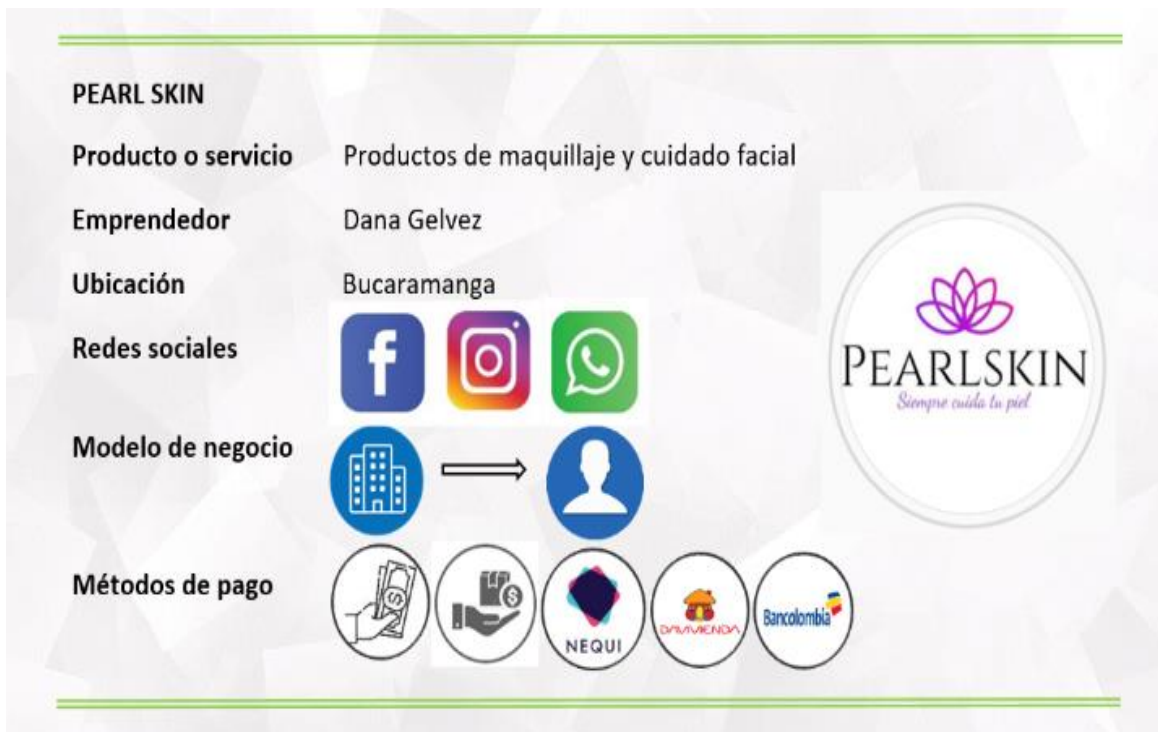 PEARL SKIN
Producto o servicio Productos de maquillaje y cuidado facial
Emprendedor Dana Gelvez
Ubicación Bucaramanga
Redes sociales
PEARLSKIN
Siempre cuida tu piel
Modelo de negocio
Métodos de pago
NEQUI
DAVIVIENDA
Bancolombia